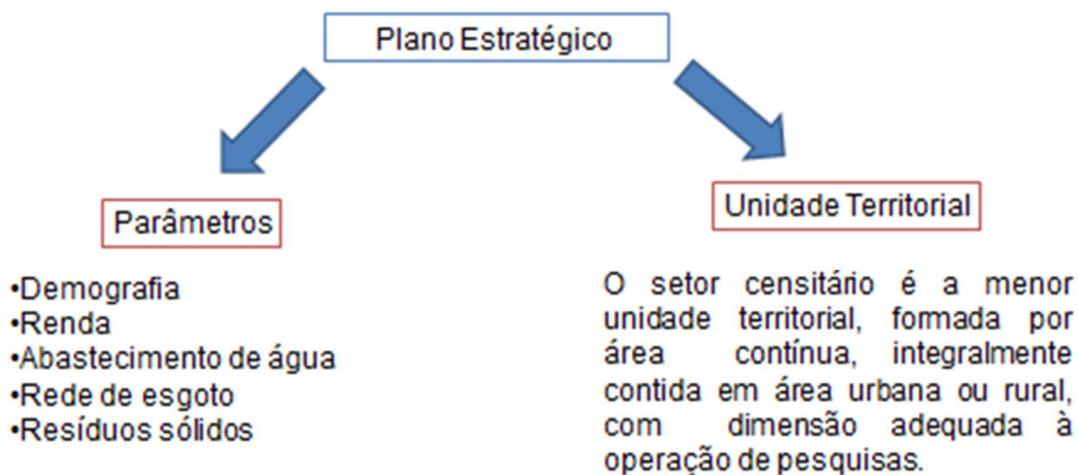 Plano Estratégico
Parâmetros
•Demografia
•Renda
•Abastecimento de água
•Rede de esgoto
•Resíduos sólidos
Unidade Territorial
O setor censitário é a menor
unidade territorial, formada por
área contínua, integralmente
contida em área urbana ou rural,
com dimensão adequada à
operação de pesquisas.